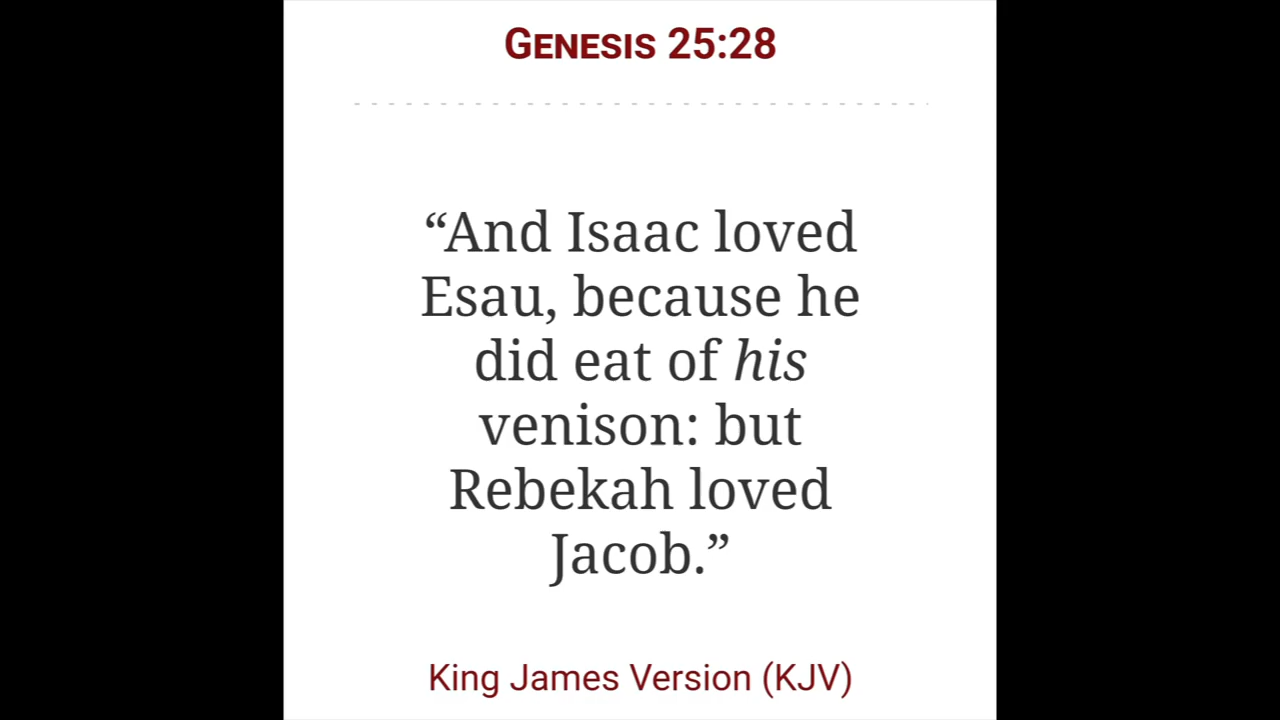 Genesis 25:28
“And Isaac loved
Esau, because he
did eat of his
venison: but
Rebekah loved
Jacob.”
King James Version (KJV)